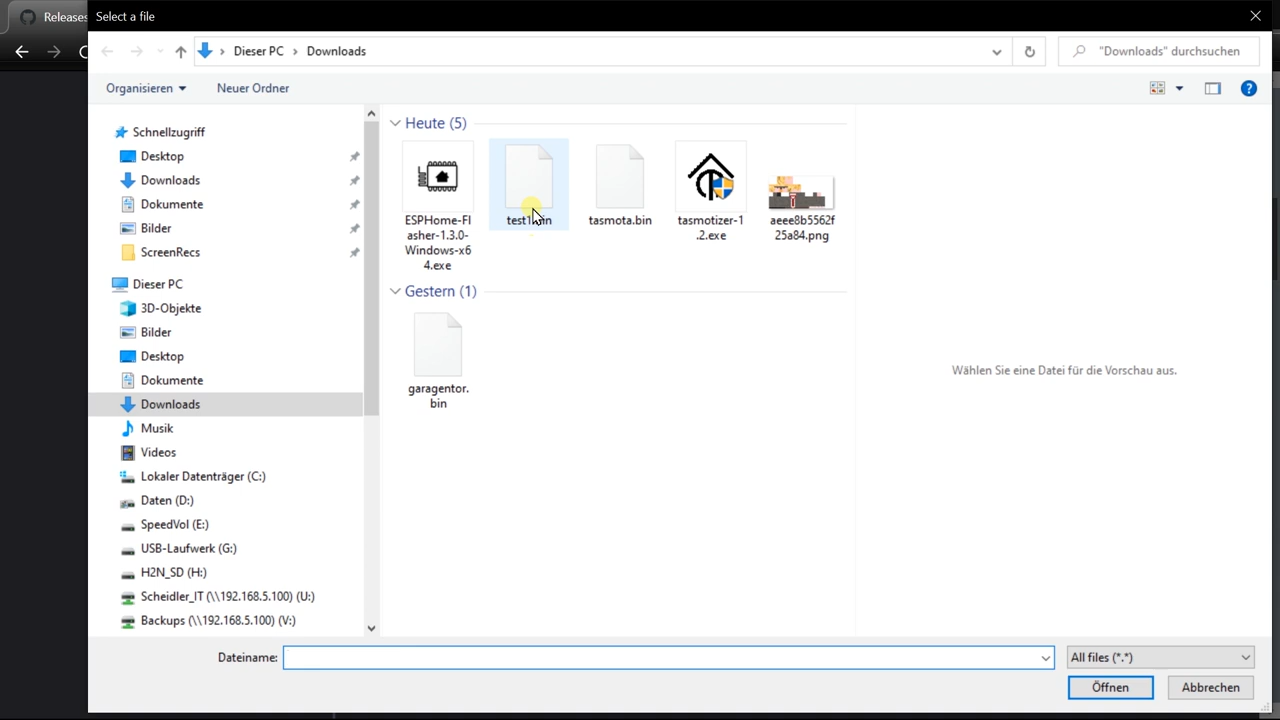 Releases
Select a file
Dieser PC
Downloads
"Downloads" durchsuchen
Organisieren
Neuer Ordner
Schnellzugriff
Desktop
Downloads
Dokumente
Bilder
ScreenRecs
Dieser PC
3D-Objekte
Bilder
Desktop
Dokumente
Downloads
Musik
Videos
Lokaler Datenträger (C:)
Daten (D:)
SpeedVol (E:)
USB-Laufwerk (G:)
H2N_SD (H:)
Scheidler_IT (\\192.168.5.100) (U:)
Backups (\\192.168.5.100) (V:)
Heute (5)
ESPHome-Fl
asher-1.3.0-
Windows-x6
4.exe
tasmota.bin
tasmotizer-1
.2.exe
aeee8b5562f
25a84.png
Gestern (1)
garagentor.
bin
Wählen Sie eine Datei für die Vorschau aus.
Dateiname:
All files (*.*)
Öffnen
Abbrechen